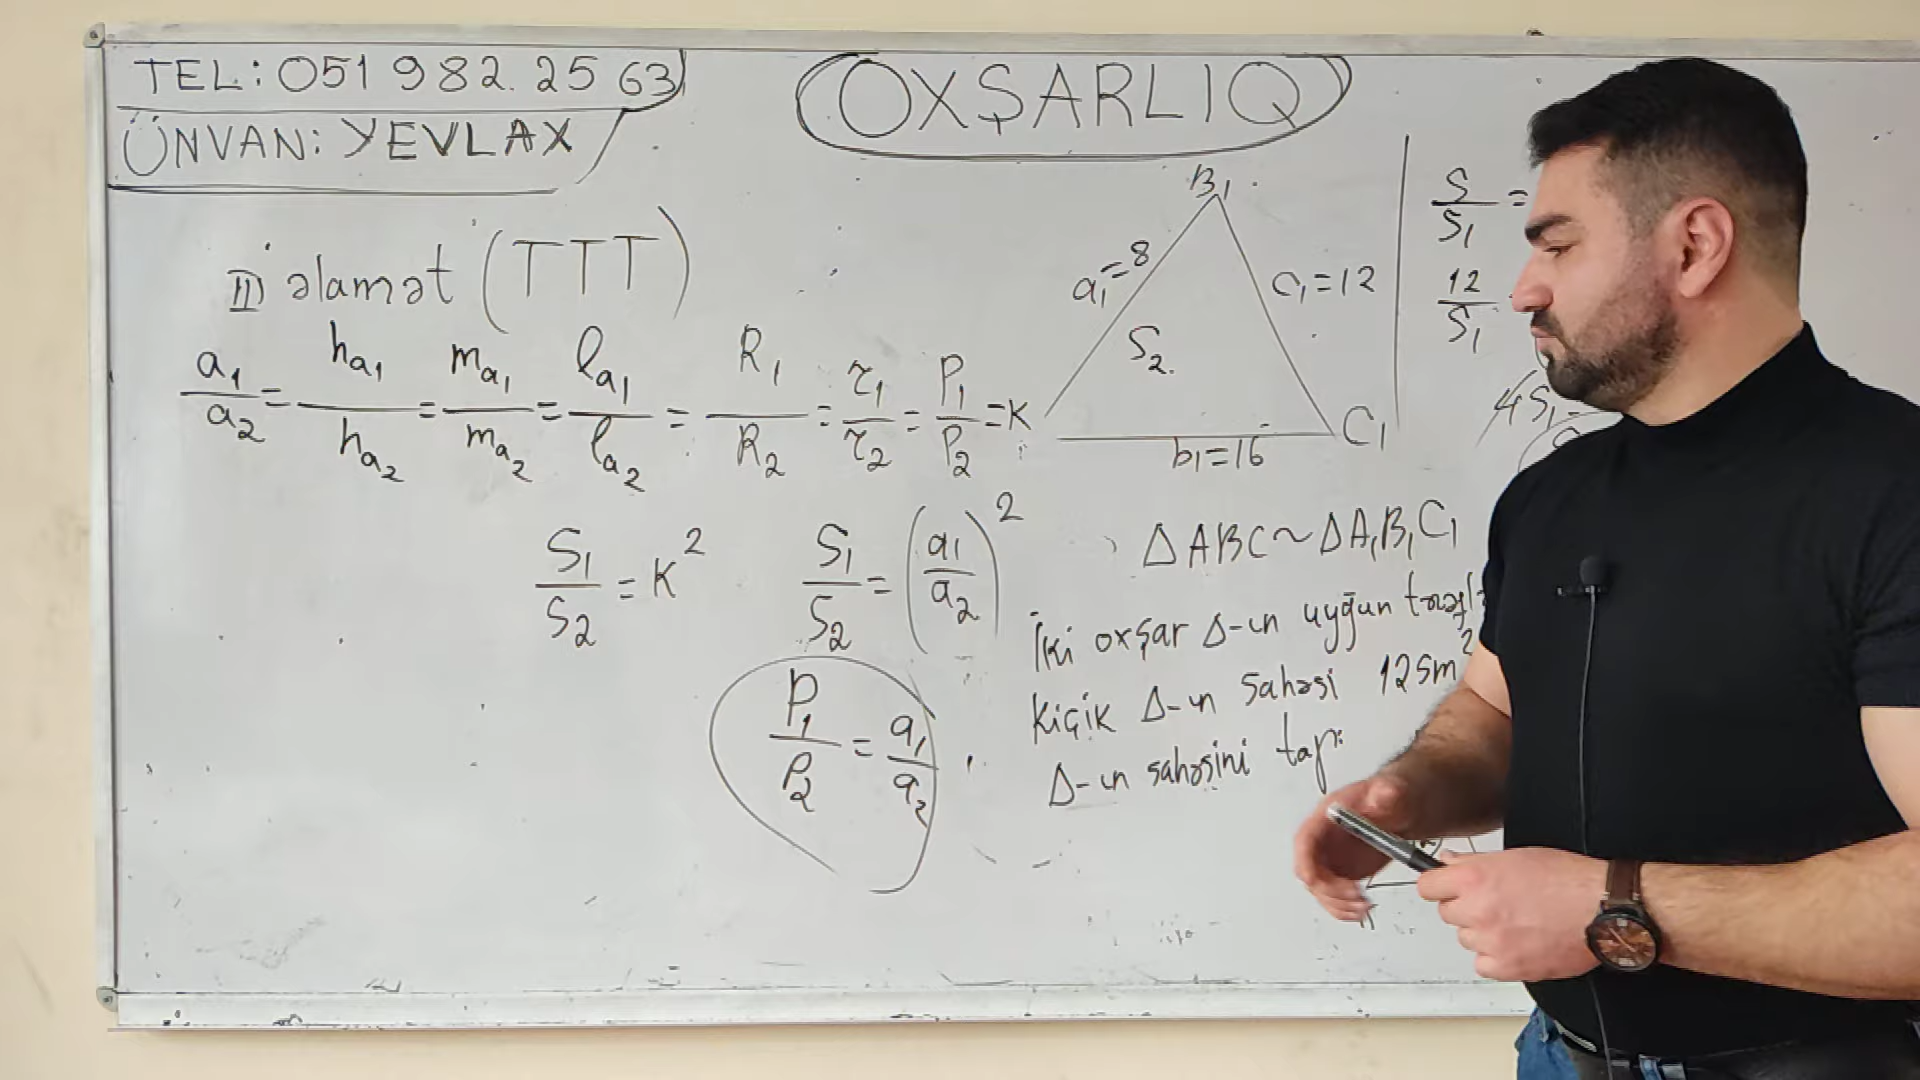 TEL: 051 982. 25 63
ÜNVAN: YEVLAX
OXŞARLIQ
II əlamət (TTT)
a₁/a₂ = hₐ₁/hₐ₂ = mₐ₁/mₐ₂ = lₐ₁/lₐ₂ = R₁/R₂ = r₁/r₂ = P₁/P₂ = K
S₁/S₂ = K²
S₁/S₂ = (a₁/a₂)²
P₁/P₂ = a₁/a₂
B₁
a₁=8
c₁=12
S₂
C₁
b₁=16
ΔABC~ΔA₁B₁C₁
İki oxşar Δ-ın uyğun
Kiçik Δ-ın sahəsi 12sm²
Δ-ın sahəsini tap:
S/S₁ =
12/S₁
4S₁